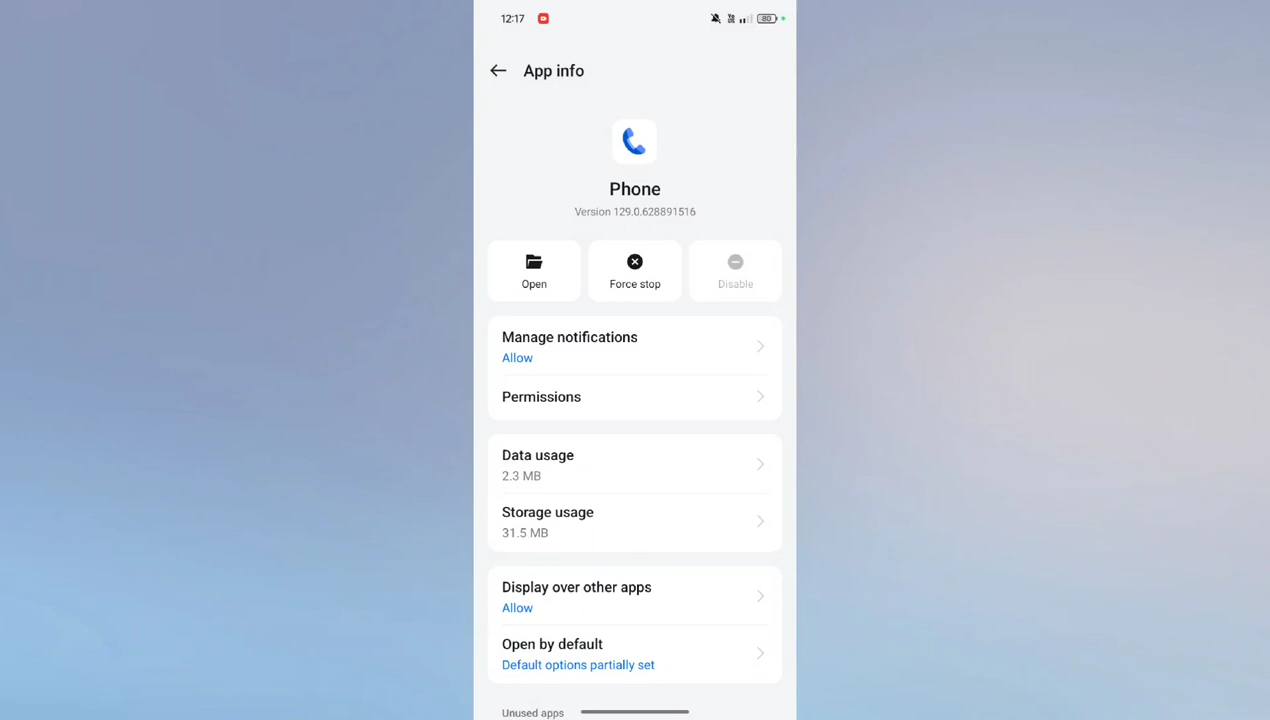 12:17
80
App info
Phone
Version 129.0.628891516
Open
Force stop
Disable
Manage notifications
Allow
Permissions
Data usage
2.3 MB
Storage usage
31.5 MB
Display over other apps
Allow
Open by default
Default options partially set
Unused apps